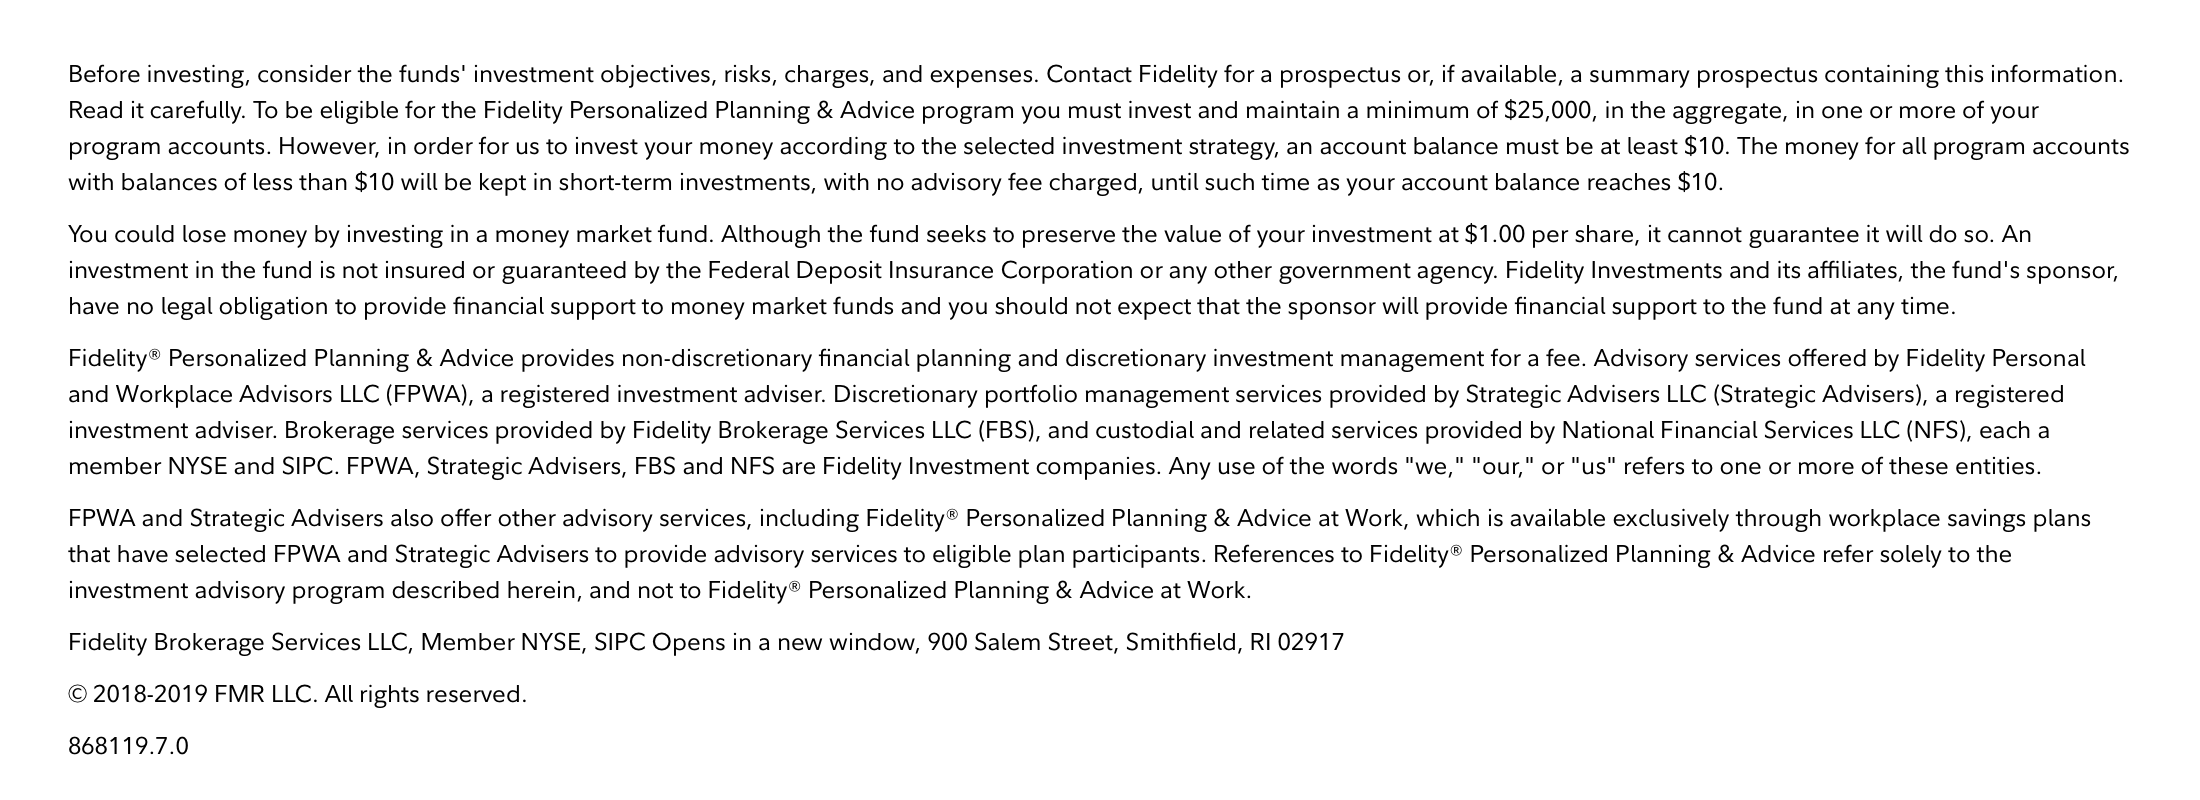 Before investing, consider the funds' investment objectives, risks, charges, and expenses. Contact Fidelity for a prospectus or, if available, a summary prospectus containing this information.
Read it carefully. To be eligible for the Fidelity Personalized Planning & Advice program you must invest and maintain a minimum of $25,000, in the aggregate, in one or more of your
program accounts. However, in order for us to invest your money according to the selected investment strategy, an account balance must be at least $10. The money for all program accounts
with balances of less than $10 will be kept in short-term investments, with no advisory fee charged, until such time as your account balance reaches $10.
You could lose money by investing in a money market fund. Although the fund seeks to preserve the value of your investment at $1.00 per share, it cannot guarantee it will do so. An
investment in the fund is not insured or guaranteed by the Federal Deposit Insurance Corporation or any other government agency. Fidelity Investments and its affiliates, the fund's sponsor,
have no legal obligation to provide financial support to money market funds and you should not expect that the sponsor will provide financial support to the fund at any time.
Fidelity® Personalized Planning & Advice provides non-discretionary financial planning and discretionary investment management for a fee. Advisory services offered by Fidelity Personal
and Workplace Advisors LLC (FPWA), a registered investment adviser. Discretionary portfolio management services provided by Strategic Advisers LLC (Strategic Advisers), a registered
investment adviser. Brokerage services provided by Fidelity Brokerage Services LLC (FBS), and custodial and related services provided by National Financial Services LLC (NFS), each a
member NYSE and SIPC. FPWA, Strategic Advisers, FBS and NFS are Fidelity Investment companies. Any use of the words "we," "our," or "us" refers to one or more of these entities.
FPWA and Strategic Advisers also offer other advisory services, including Fidelity® Personalized Planning & Advice at Work, which is available exclusively through workplace savings plans
that have selected FPWA and Strategic Advisers to provide advisory services to eligible plan participants. References to Fidelity® Personalized Planning & Advice refer solely to the
investment advisory program described herein, and not to Fidelity® Personalized Planning & Advice at Work.
Fidelity Brokerage Services LLC, Member NYSE, SIPC Opens in a new window, 900 Salem Street, Smithfield, RI 02917
© 2018-2019 FMR LLC. All rights reserved.
868119.7.0